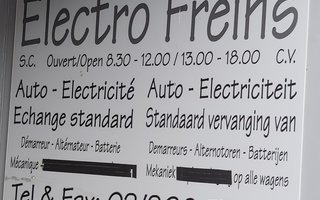 Electro Freins
S.C. Ouvert/Open 8.30 - 12.00 / 13.00 - 18.00 C.V.
Auto - Electricité Auto - Electriciteit
Echange standard Standaard vervanging van
Démarreur - Altérnateur - Batterie Demarreurs - Alternotoren - Batterijen
Mécanique Mekaniek op alle wagens
Tel & Fax: